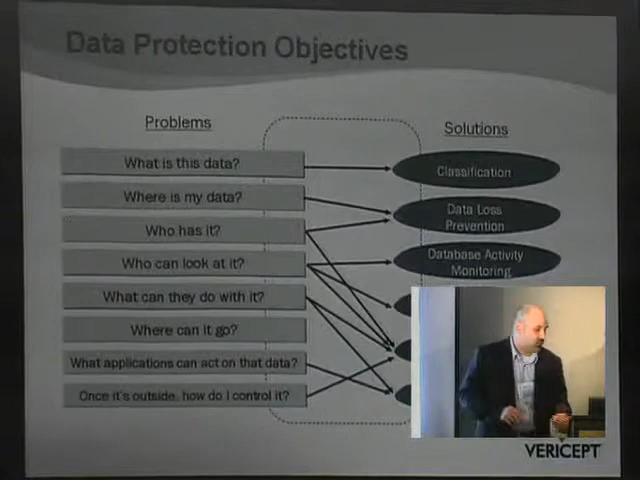 Data Protection Objectives
Problems
Solutions
What is this data?
Where is my data?
Who has it?
Who can look at it?
What can they do with it?
Where can it go?
What applications can act on that data?
Once it's outside, how do I control it?
Classification
Data Loss
Prevention
Database Activity
Monitoring
VERICEPT